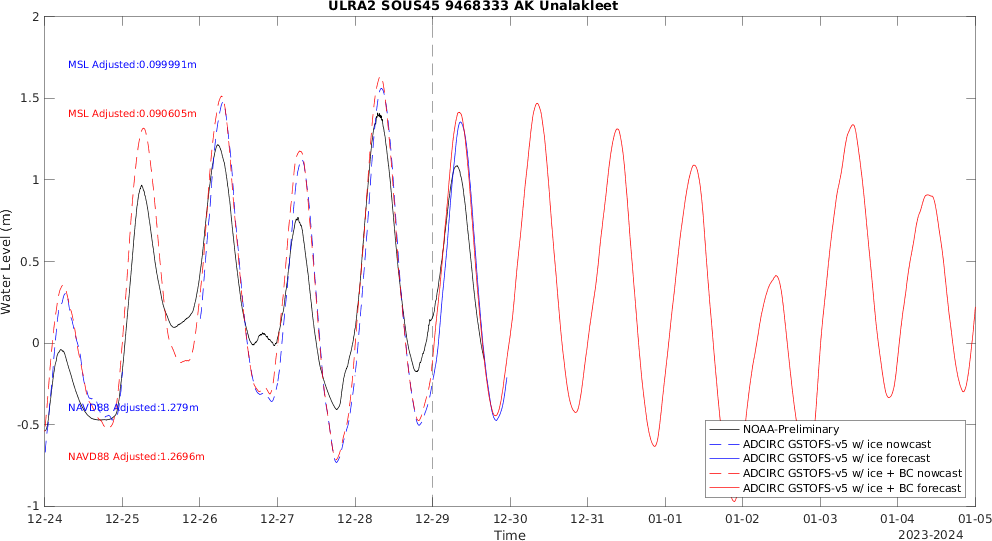 ULRA2 SOUS45 9468333 AK Unalakleet
2
1.5
1
0.5
0
-0.5
-1
Water Level (m)
MSL Adjusted:0.099991m
MSL Adjusted:0.090605m
NAVD88 Adjusted:1.279m
NAVD88 Adjusted:1.2696m
NOAA-Preliminary
ADCIRC GSTOFS-v5 w/ ice nowcast
ADCIRC GSTOFS-v5 w/ ice forecast
ADCIRC GSTOFS-v5 w/ ice + BC nowcast
ADCIRC GSTOFS-v5 w/ ice + BC forecast
12-24 12-25 12-26 12-27 12-28 12-29 12-30 12-31 01-01 01-02 01-03 01-04 01-05
Time
2023-2024